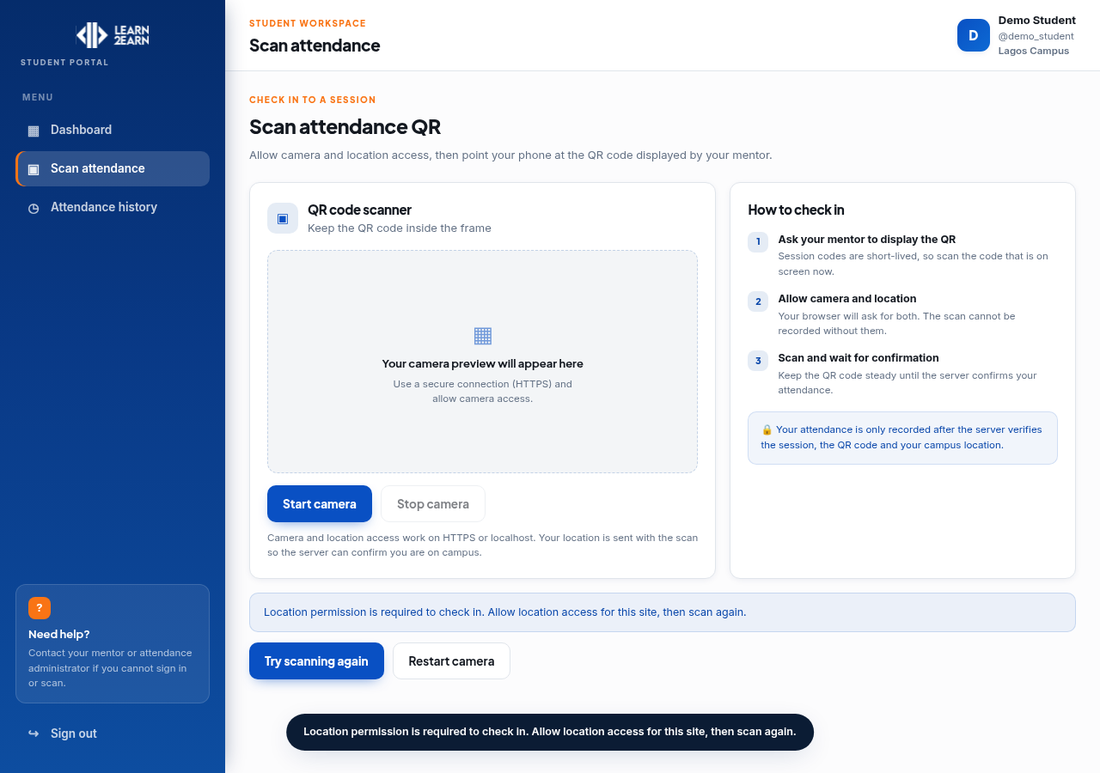 LEARN
2EARN
STUDENT PORTAL
MENU
Dashboard
Scan attendance
Attendance history
?
Need help?
Contact your mentor or attendance
administrator if you cannot sign in
or scan.
Sign out
STUDENT WORKSPACE
Scan attendance
D
Demo Student
@demo_student
Lagos Campus
CHECK IN TO A SESSION
Scan attendance QR
Allow camera and location access, then point your phone at the QR code displayed by your mentor.
QR code scanner
Keep the QR code inside the frame
Your camera preview will appear here
Use a secure connection (HTTPS) and
allow camera access.
Start camera
Stop camera
Camera and location access work on HTTPS or localhost. Your location is sent with the scan
so the server can confirm you are on campus.
How to check in
1
Ask your mentor to display the QR
Session codes are short-lived, so scan the code that is on
screen now.
2
Allow camera and location
Your browser will ask for both. The scan cannot be
recorded without them.
3
Scan and wait for confirmation
Keep the QR code steady until the server confirms your
attendance.
🔒 Your attendance is only recorded after the server verifies
the session, the QR code and your campus location.
Location permission is required to check in. Allow location access for this site, then scan again.
Try scanning again
Restart camera
Location permission is required to check in. Allow location access for this site, then scan again.